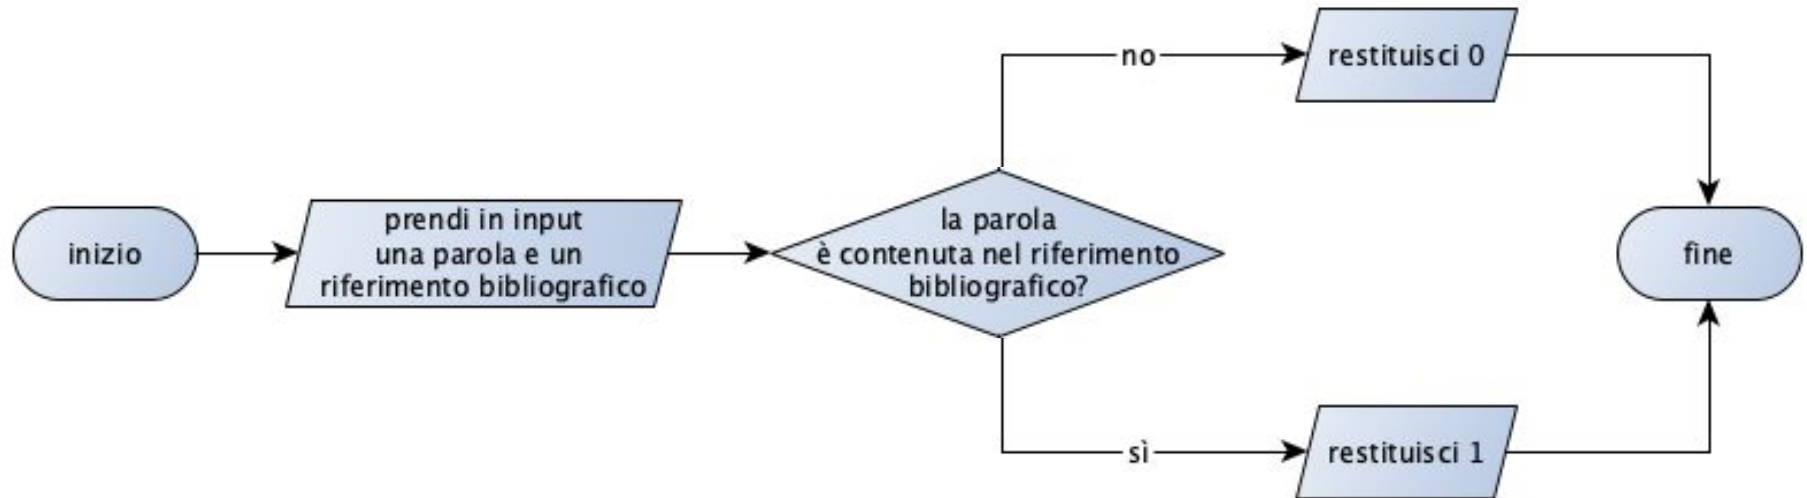 inizio
prendi in input
una parola e un
riferimento bibliografico
la parola
è contenuta nel riferimento
bibliografico?
no
restituisci 0
sì
restituisci 1
fine